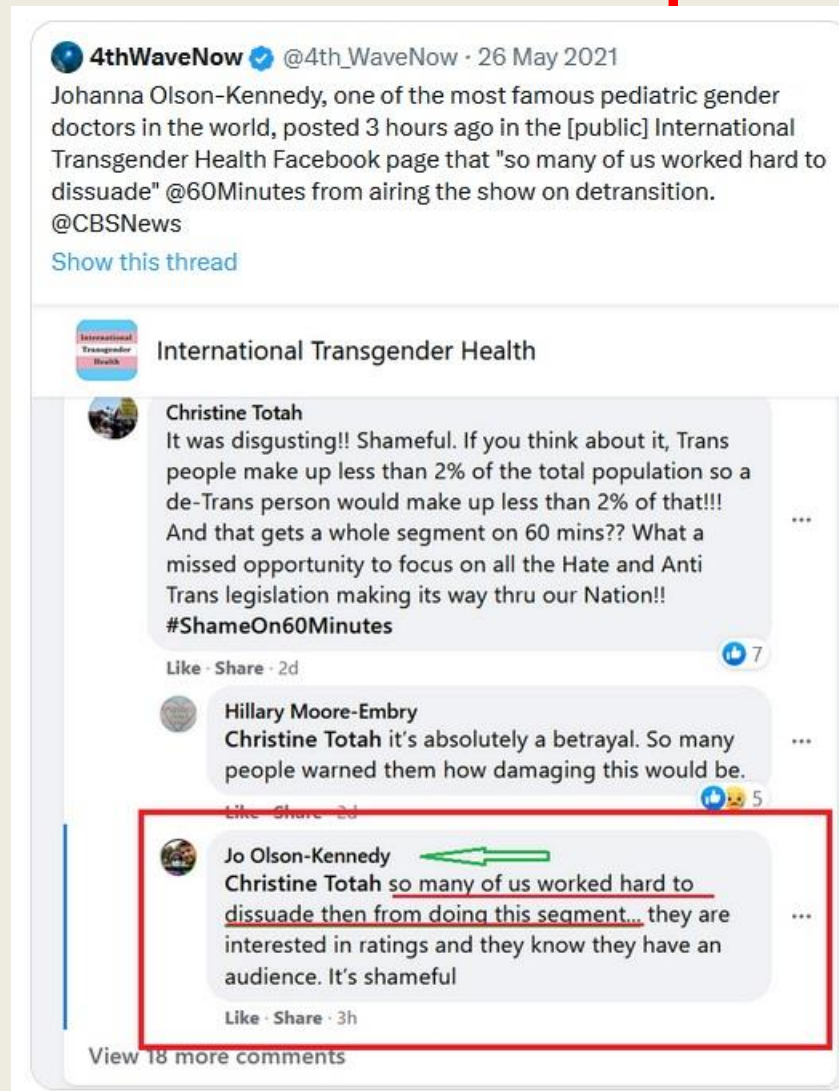 4thWaveNow @4th_WaveNow · 26 May 2021
Johanna Olson-Kennedy, one of the most famous pediatric gender
doctors in the world, posted 3 hours ago in the [public] International
Transgender Health Facebook page that "so many of us worked hard to
dissuade" @60Minutes from airing the show on detransition.
@CBSNews
Show this thread
International
Transgender
Health
International Transgender Health
Christine Totah
It was disgusting!! Shameful. If you think about it, Trans
people make up less than 2% of the total population so a
de-Trans person would make up less than 2% of that!!!
And that gets a whole segment on 60 mins?? What a
missed opportunity to focus on all the Hate and Anti
Trans legislation making its way thru our Nation!!
#ShameOn60Minutes
7
Like · Share · 2d
Hillary Moore-Embry
Christine Totah it's absolutely a betrayal. So many
people warned them how damaging this would be.
5
Like · Share · 2d
Jo Olson-Kennedy
Christine Totah so many of us worked hard to
dissuade then from doing this segment... they are
interested in ratings and they know they have an
audience. It's shameful
Like · Share · 3h
View 18 more comments